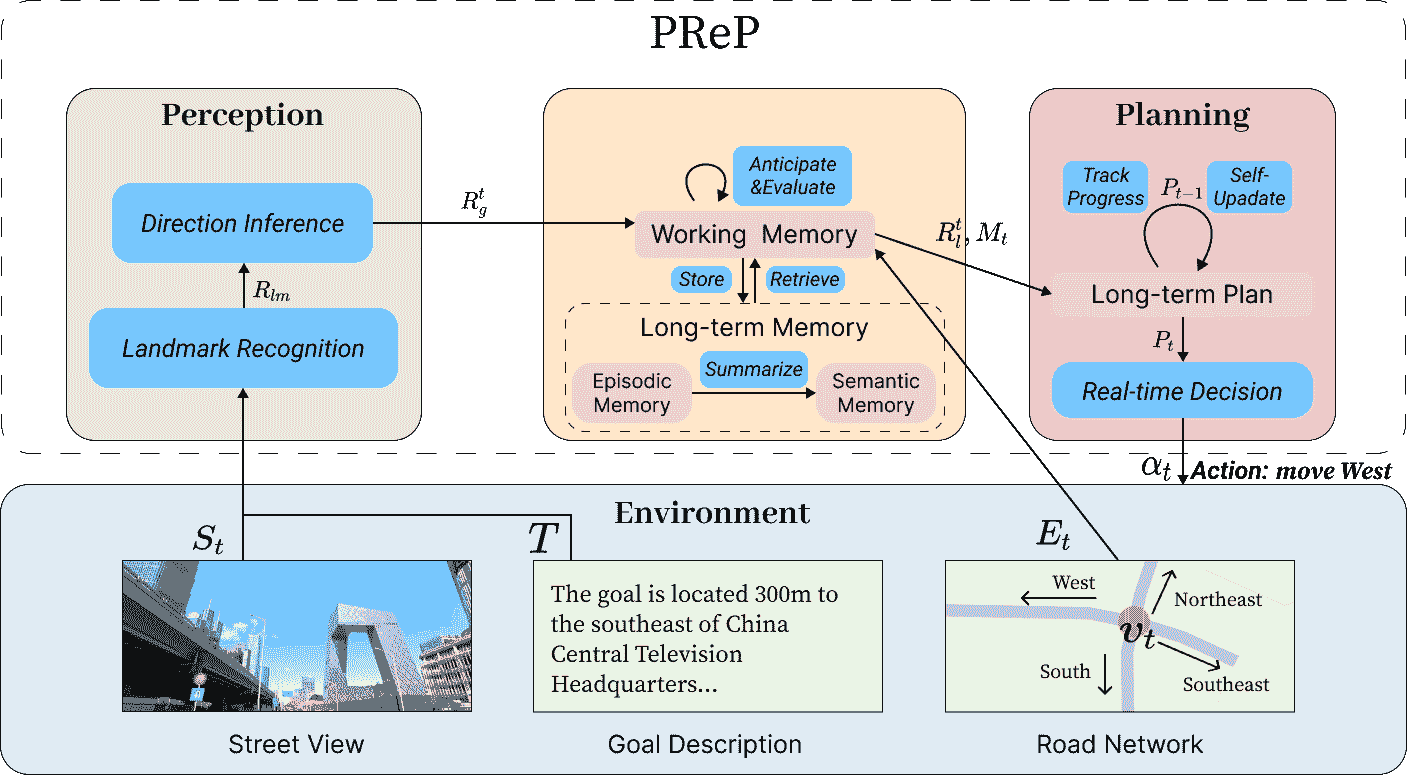 PReP
Perception
Direction Inference
R_{lm}
Landmark Recognition
R_g^t
Anticipate
&Evaluate
Working Memory
Store
Retrieve
Long-term Memory
Episodic
Memory
Summarize
Semantic
Memory
R_l^t, M_t
Planning
Track
Progress
P_{t-1}
Self-
Upadate
Long-term Plan
P_t
Real-time Decision
α_t Action: move West
Environment
S_t
T
E_t
The goal is located 300m to
the southeast of China
Central Television
Headquarters...
West
Northeast
v_t
South
Southeast
Street View
Goal Description
Road Network